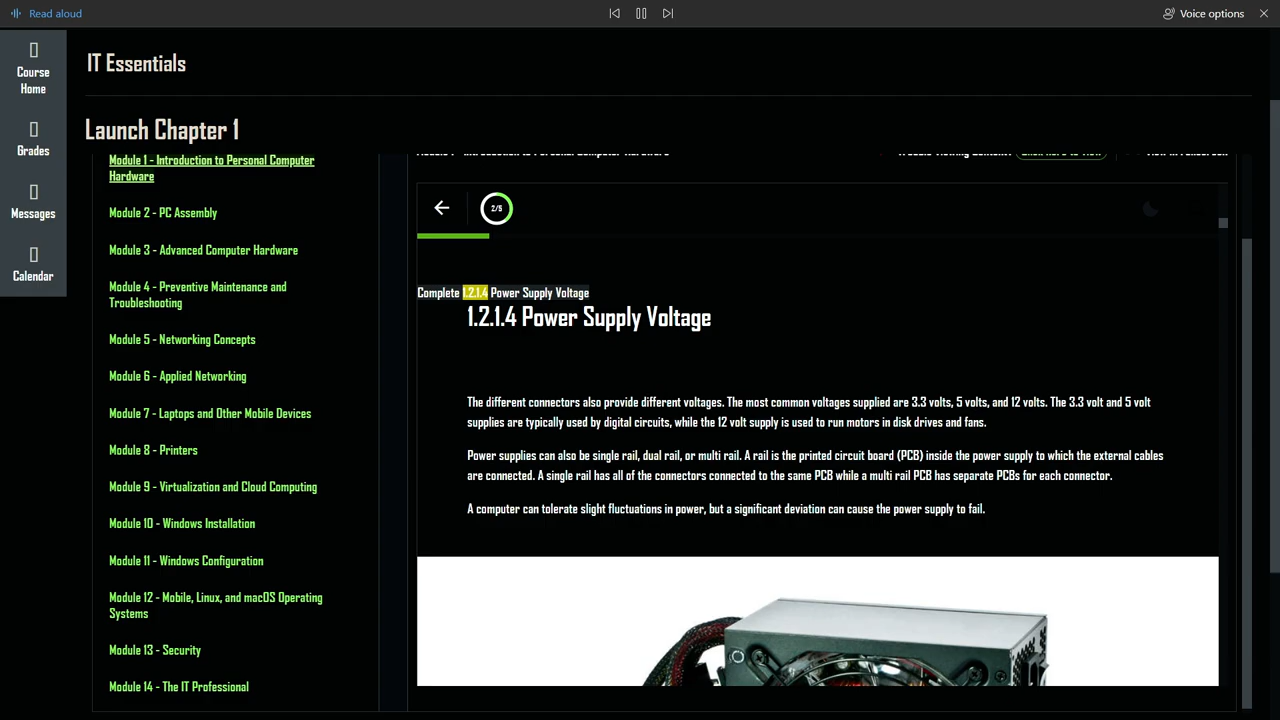 Read aloud
Voice options
Course
Home
Grades
Messages
Calendar
IT Essentials
Launch Chapter 1
Module 1 - Introduction to Personal Computer
Hardware
Module 2 - PC Assembly
Module 3 - Advanced Computer Hardware
Module 4 - Preventive Maintenance and
Troubleshooting
Module 5 - Networking Concepts
Module 6 - Applied Networking
Module 7 - Laptops and Other Mobile Devices
Module 8 - Printers
Module 9 - Virtualization and Cloud Computing
Module 10 - Windows Installation
Module 11 - Windows Configuration
Module 12 - Mobile, Linux, and macOS Operating
Systems
Module 13 - Security
Module 14 - The IT Professional
2/5
Complete 1.2.1.4 Power Supply Voltage
1.2.1.4 Power Supply Voltage
The different connectors also provide different voltages. The most common voltages supplied are 3.3 volts, 5 volts, and 12 volts. The 3.3 volt and 5 volt
supplies are typically used by digital circuits, while the 12 volt supply is used to run motors in disk drives and fans.
Power supplies can also be single rail, dual rail, or multi rail. A rail is the printed circuit board (PCB) inside the power supply to which the external cables
are connected. A single rail has all of the connectors connected to the same PCB while a multi rail PCB has separate PCBs for each connector.
A computer can tolerate slight fluctuations in power, but a significant deviation can cause the power supply to fail.